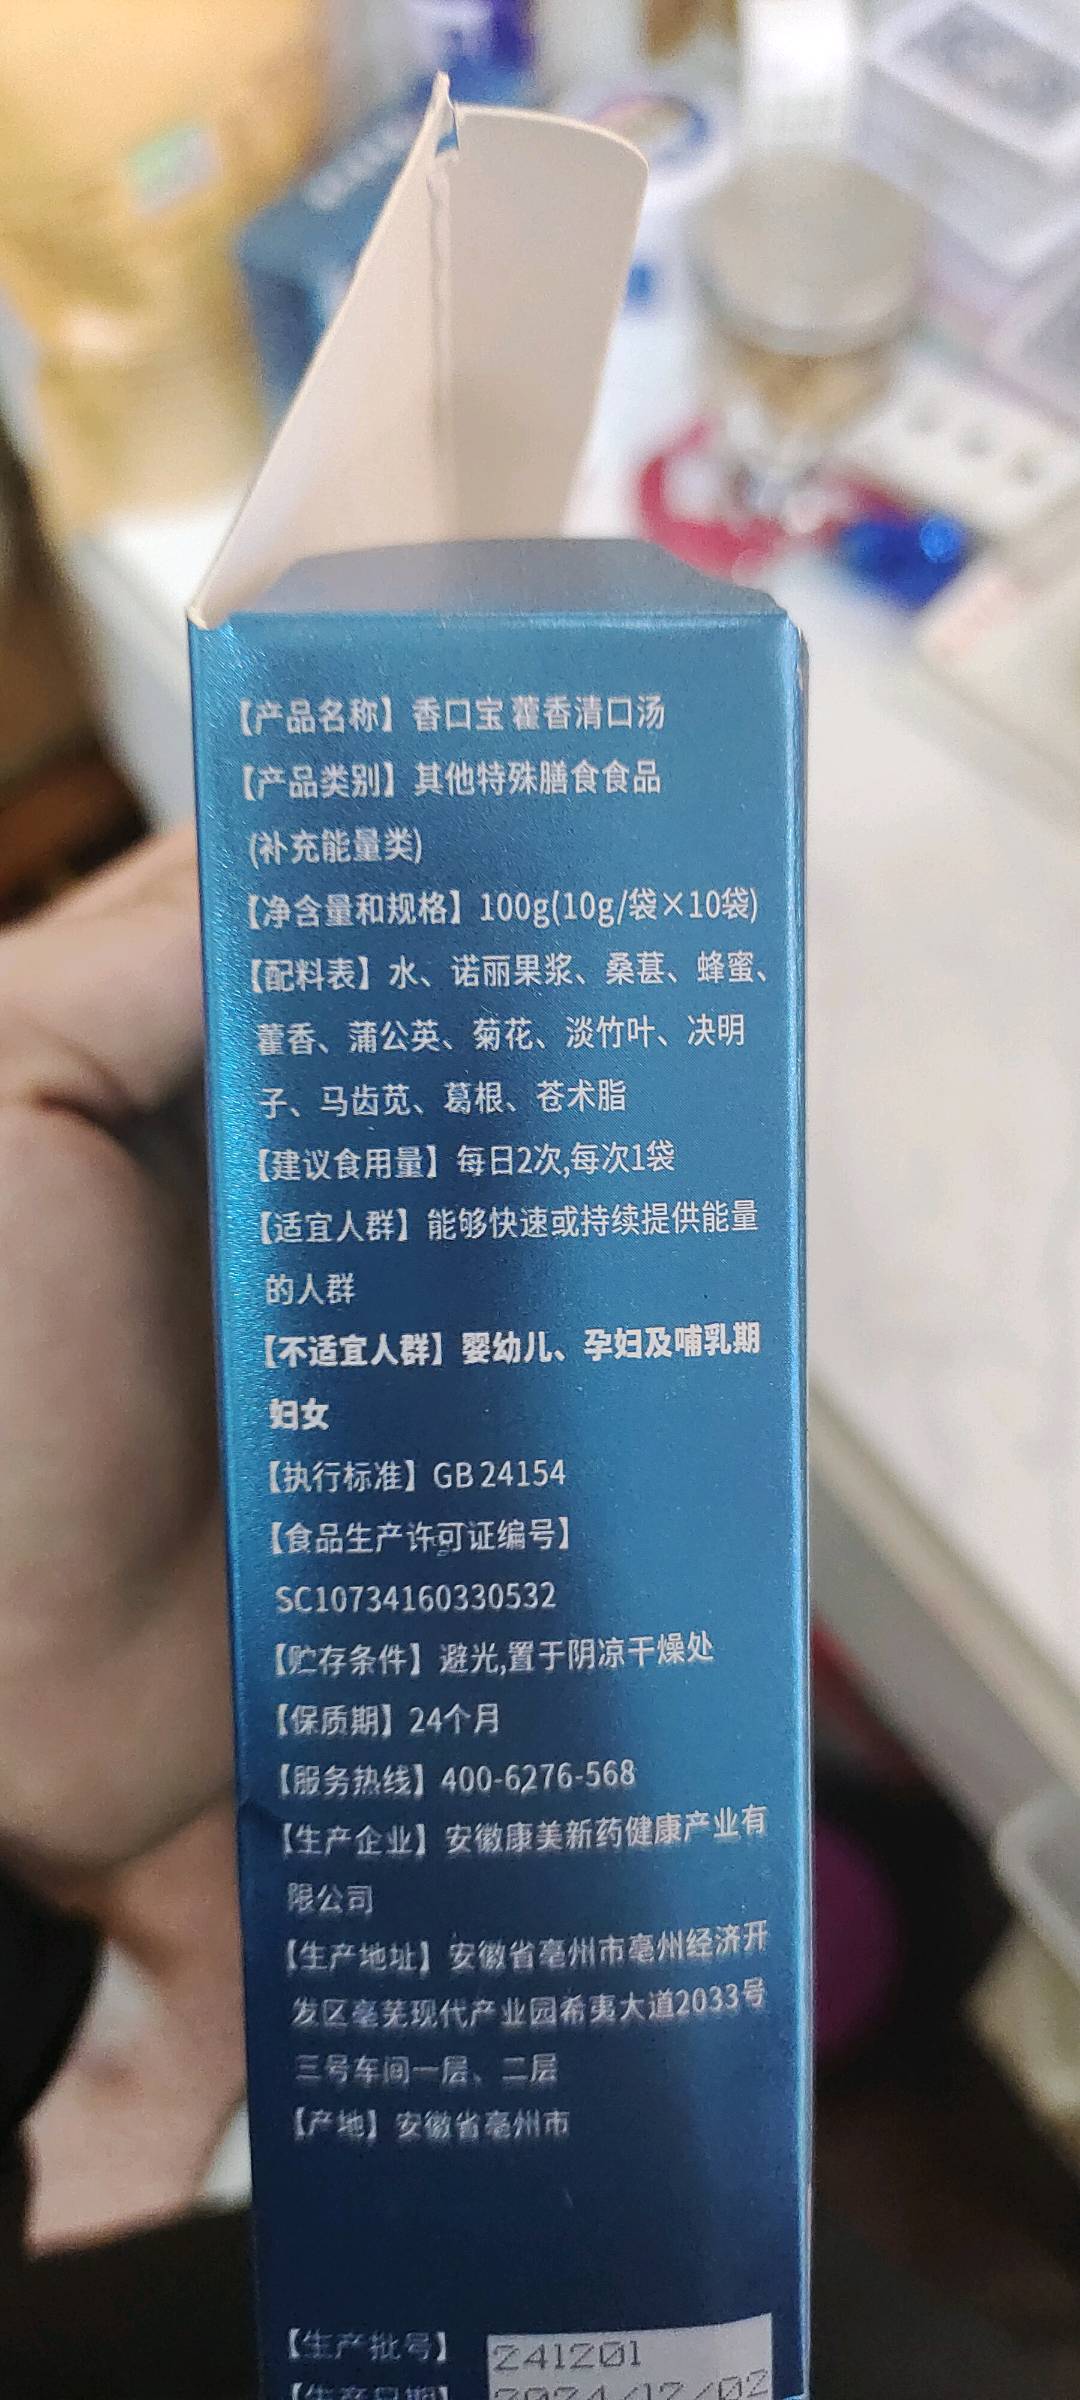 【产品名称】香口宝 藿香清口汤
【产品类别】其他特殊膳食食品
(补充能量类)
【净含量和规格】100g(10g/袋×10袋)
【配料表】水、诺丽果浆、桑葚、蜂蜜、
藿香、蒲公英、菊花、淡竹叶、决明
子、马齿苋、葛根、苍术脂
【建议食用量】每日2次,每次1袋
【适宜人群】能够快速或持续提供能量
的人群
【不适宜人群】婴幼儿、孕妇及哺乳期
妇女
【执行标准】GB 24154
【食品生产许可证编号】
SC10734160330532
【贮存条件】避光,置于阴凉干燥处
【保质期】24个月
【服务热线】400-6276-568
【生产企业】安徽康美新药健康产业有
限公司
【生产地址】安徽省亳州市亳州经济开
发区亳芜现代产业园希夷大道2033号
三号车间一层、二层
【产地】安徽省亳州市
【生产批号】241201
【生产日期】2024/12/02